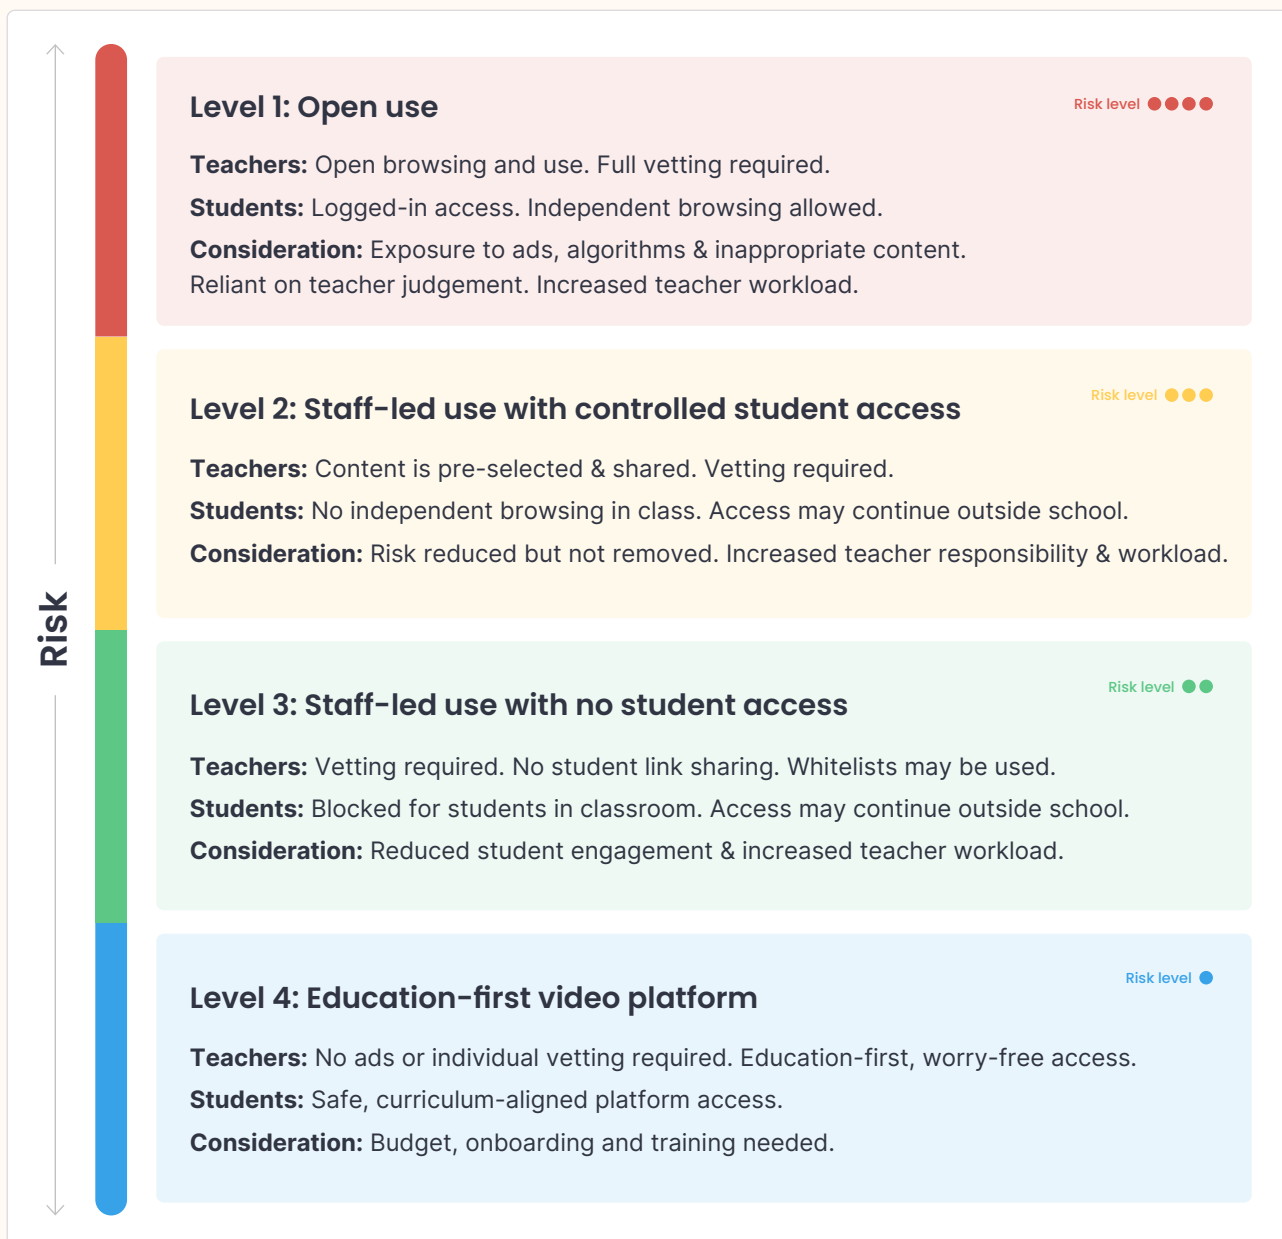 Risk
Level 1: Open use
Risk level
Teachers: Open browsing and use. Full vetting required.
Students: Logged-in access. Independent browsing allowed.
Consideration: Exposure to ads, algorithms & inappropriate content.
Reliant on teacher judgement. Increased teacher workload.
Level 2: Staff-led use with controlled student access
Risk level
Teachers: Content is pre-selected & shared. Vetting required.
Students: No independent browsing in class. Access may continue outside school.
Consideration: Risk reduced but not removed. Increased teacher responsibility & workload.
Level 3: Staff-led use with no student access
Risk level
Teachers: Vetting required. No student link sharing. Whitelists may be used.
Students: Blocked for students in classroom. Access may continue outside school.
Consideration: Reduced student engagement & increased teacher workload.
Level 4: Education-first video platform
Risk level
Teachers: No ads or individual vetting required. Education-first, worry-free access.
Students: Safe, curriculum-aligned platform access.
Consideration: Budget, onboarding and training needed.